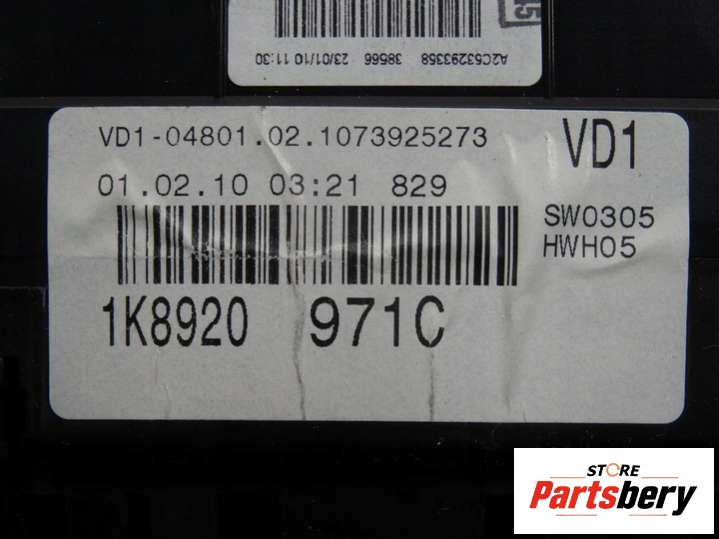 A2C53293358 38566 23/01/10 11:30
VD1-04801.02.1073925273
VD1
01.02.10 03:21 829
SW0305
HWH05
1K8920 971C
STORE
Partsbery